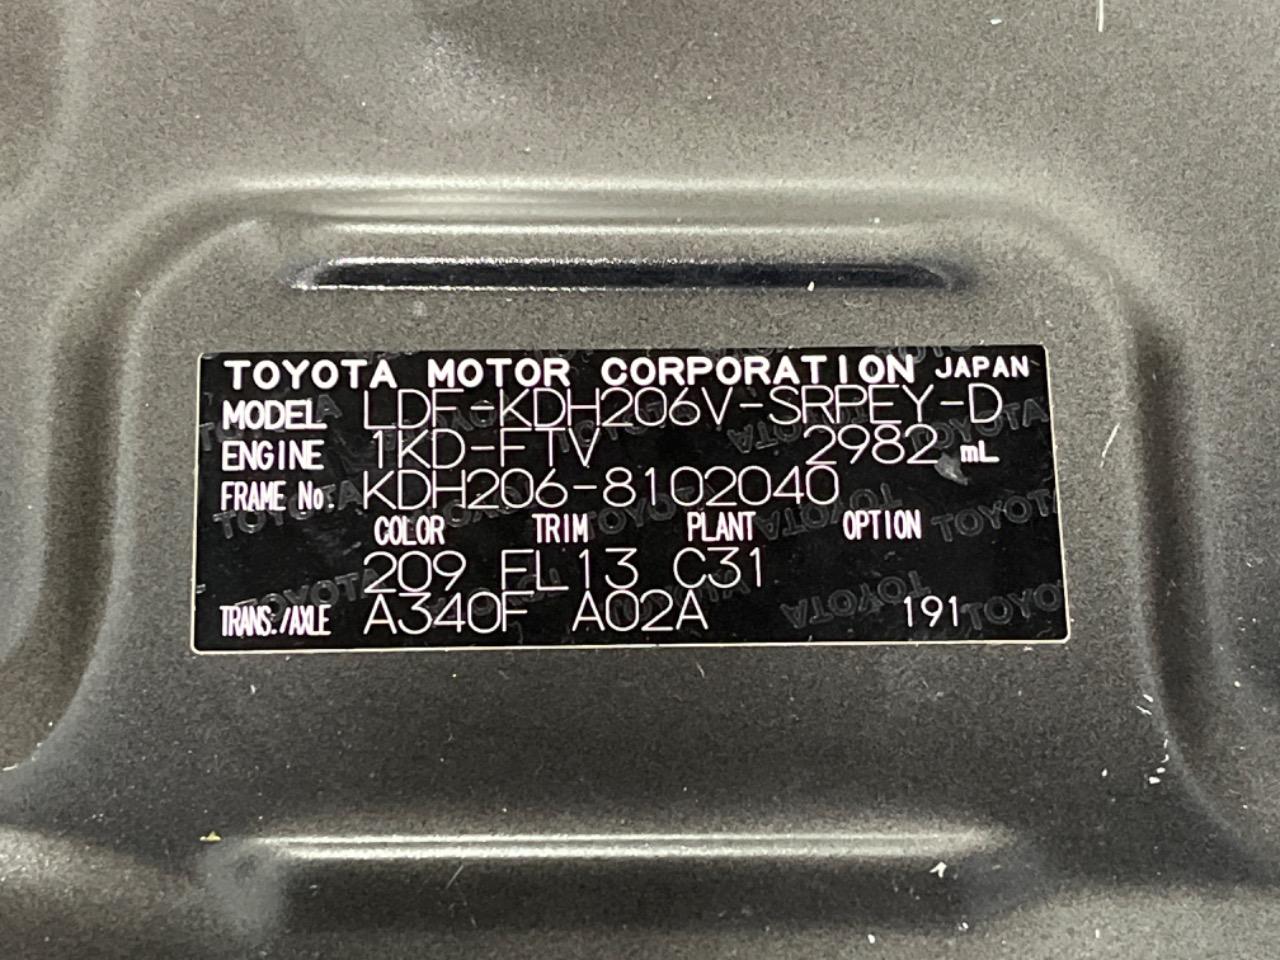 TOYOTA MOTOR CORPORATION JAPAN
MODEL LDF-KDH206V-SRPEY-D
ENGINE 1KD-FTV 2982 mL
FRAME No. KDH206-8102040
COLOR TRIM PLANT OPTION
209 FL13 C31
TRANS./AXLE A340F A02A 191